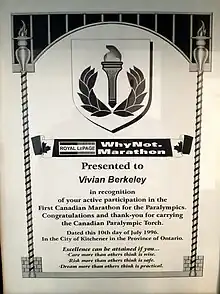 ROYAL LEPAGE
WhyNot.
Marathon
Presented to
Vivian Berkeley
in recognition
of your active participation in the
First Canadian Marathon for the Paralympics.
Congratulations and thank-you for carrying
the Canadian Paralympic Torch.
Dated this 10th day of July 1996.
In the City of Kitchener in the Province of Ontario.
Excellence can be attained if you...
·Care more than others think is wise.
·Risk more than others think is safe.
·Dream more than others think is practical.